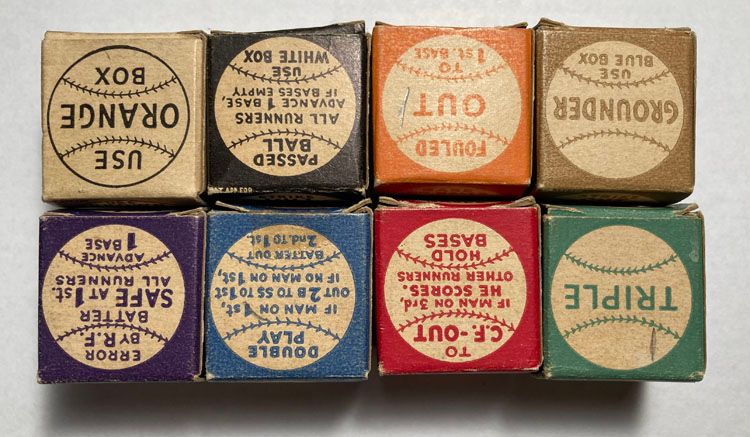 TRIPLE
TO
C.F.-OUT
IF MAN ON 3rd,
HE SCORES.
OTHER RUNNERS
HOLD
BASES
DOUBLE
PLAY
IF MAN ON 1st,
OUT 2B TO SS TO 1st
IF NO MAN ON 1st,
BATTER OUT
2nd. TO 1st.
ERROR
BY R.F.
BATTER
SAFE AT 1st.
ALL RUNNERS
ADVANCE
1 BASE
GROUNDER
USE
BLUE BOX
FOULED
OUT
TO
1st. BASE
PASSED
BALL
ALL RUNNERS
ADVANCE 1 BASE,
IF BASES EMPTY
USE
WHITE BOX
USE
ORANGE
BOX